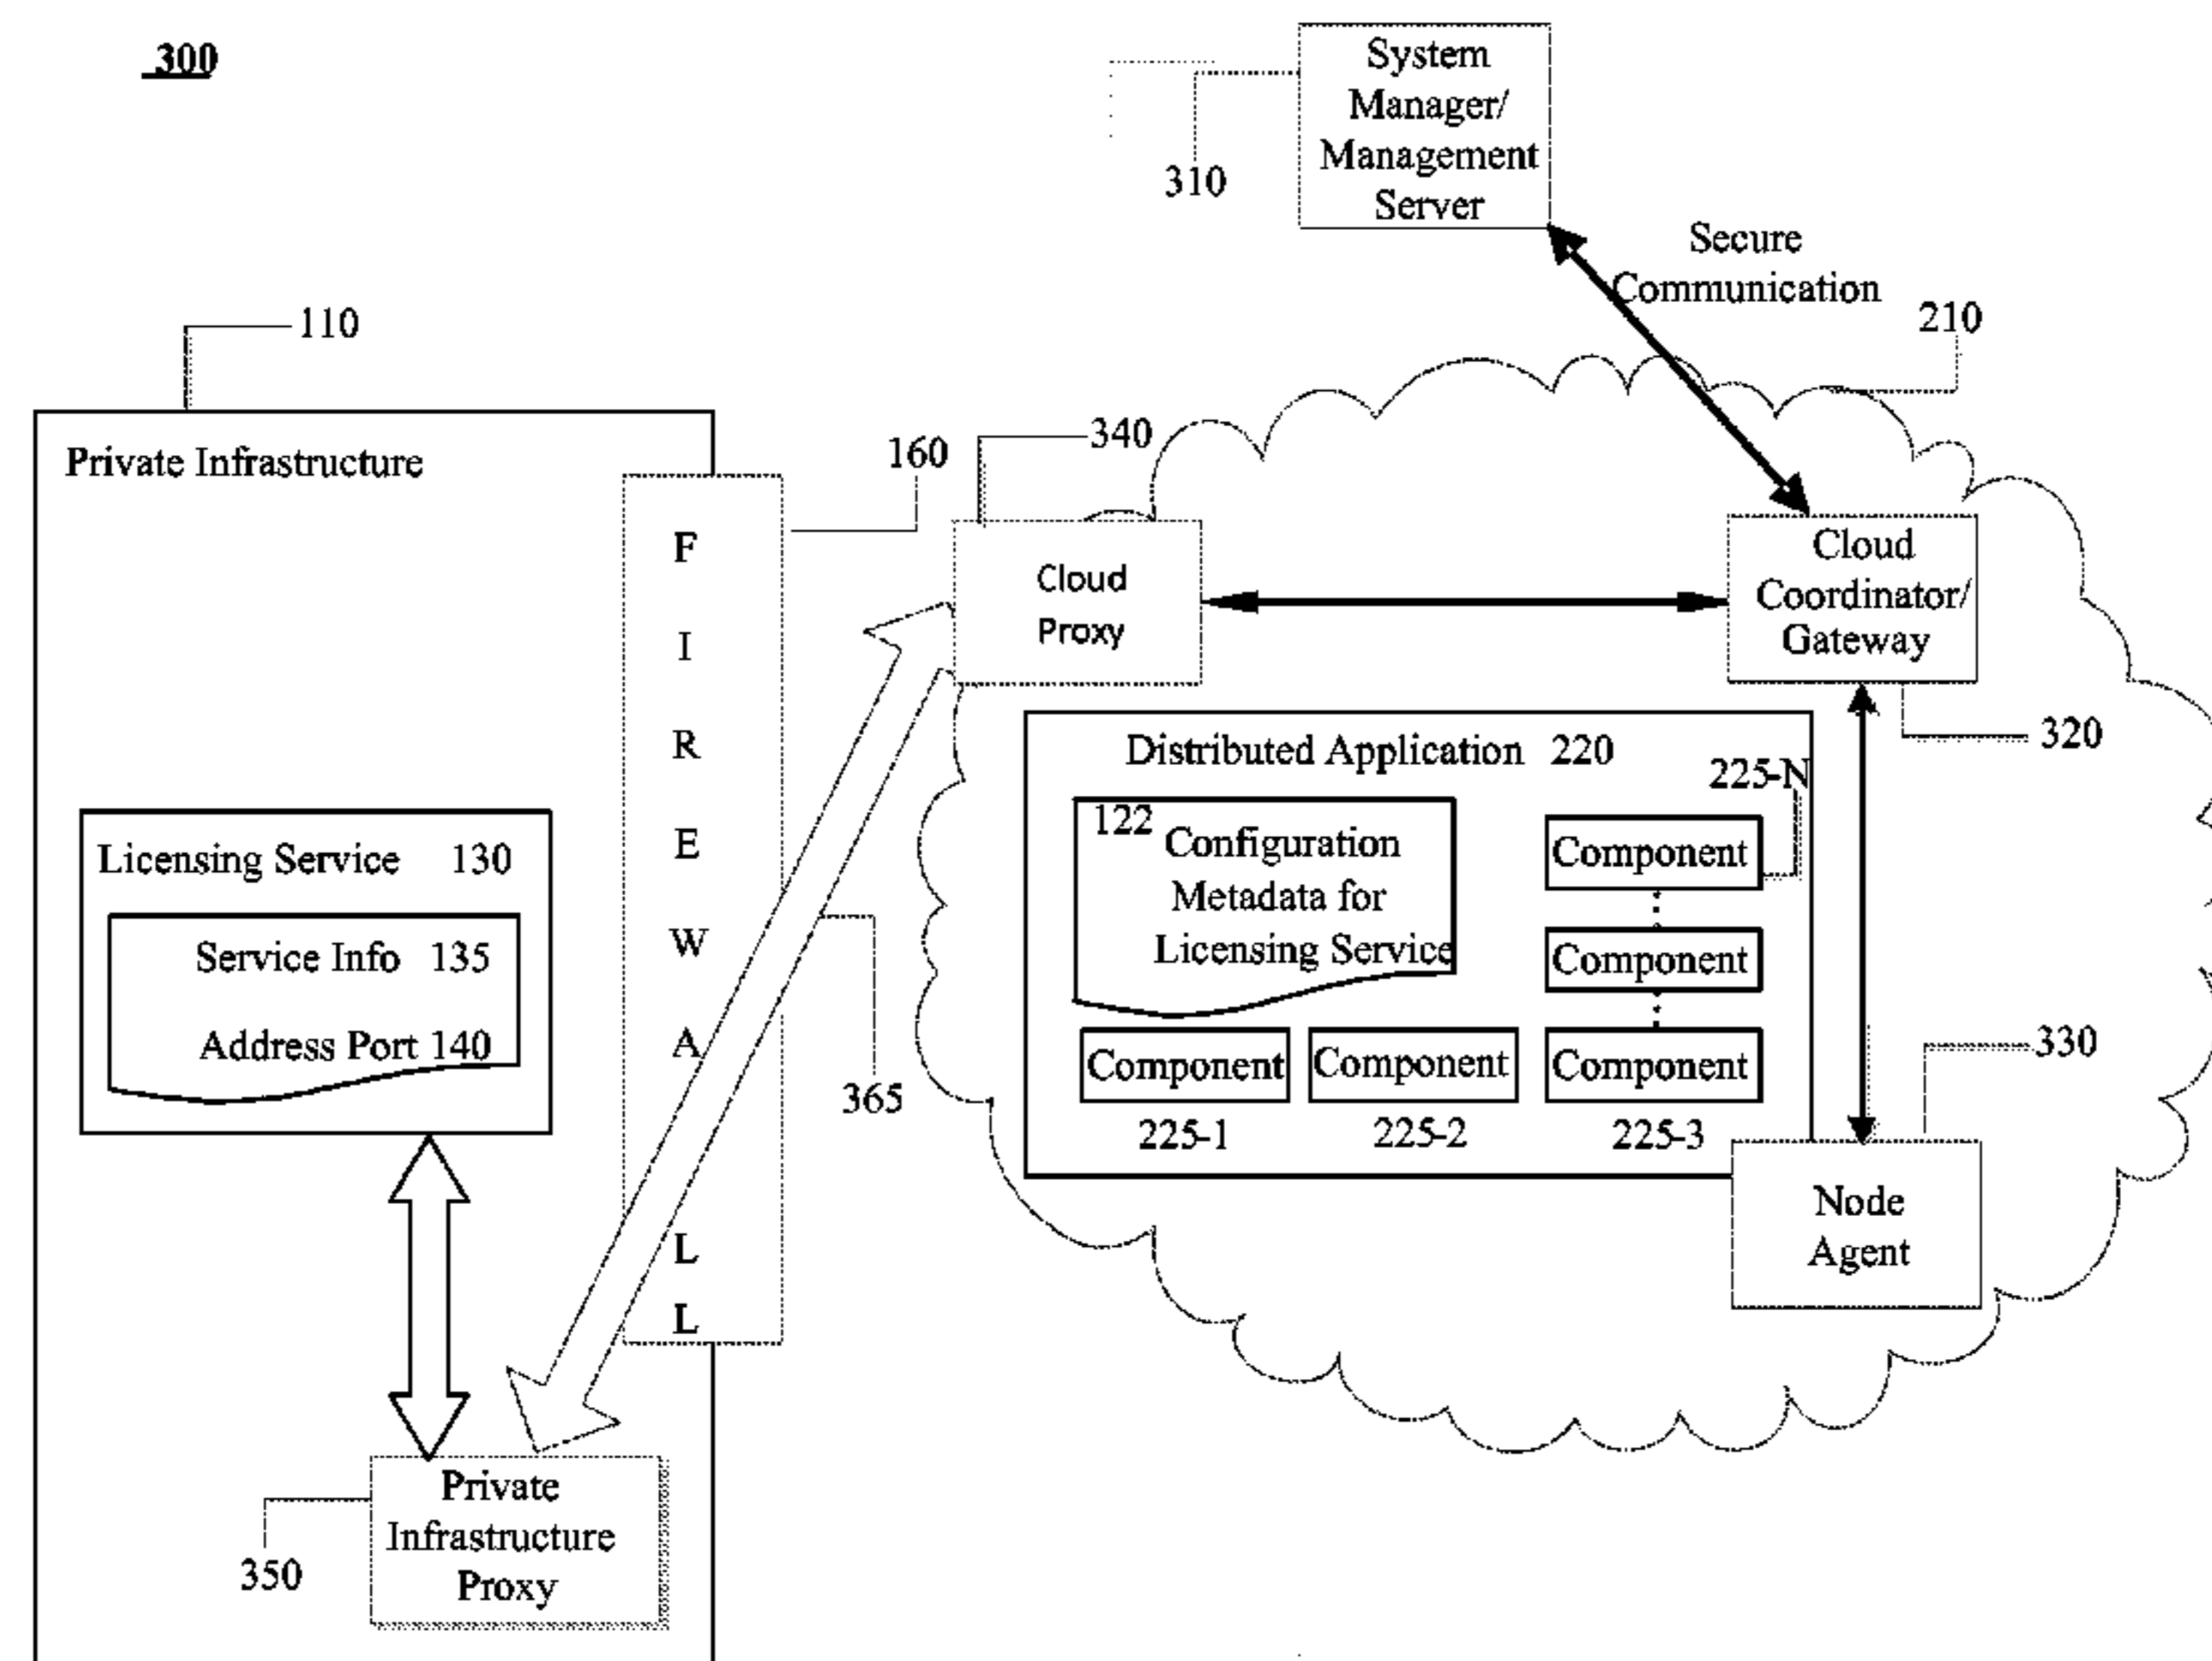 300
System
Manager/
Management
Server
310
Secure
Communication
210
110
Private Infrastructure
160
340
F
I
R
E
W
A
L
L
Cloud
Proxy
Cloud
Coordinator/
Gateway
320
Distributed Application 220
225-N
122
Configuration
Metadata for
Licensing Service
Component
Component
Component
Component
Component
225-1
225-2
225-3
Licensing Service 130
Service Info 135
Address Port 140
365
330
Node
Agent
Private
Infrastructure
Proxy
350